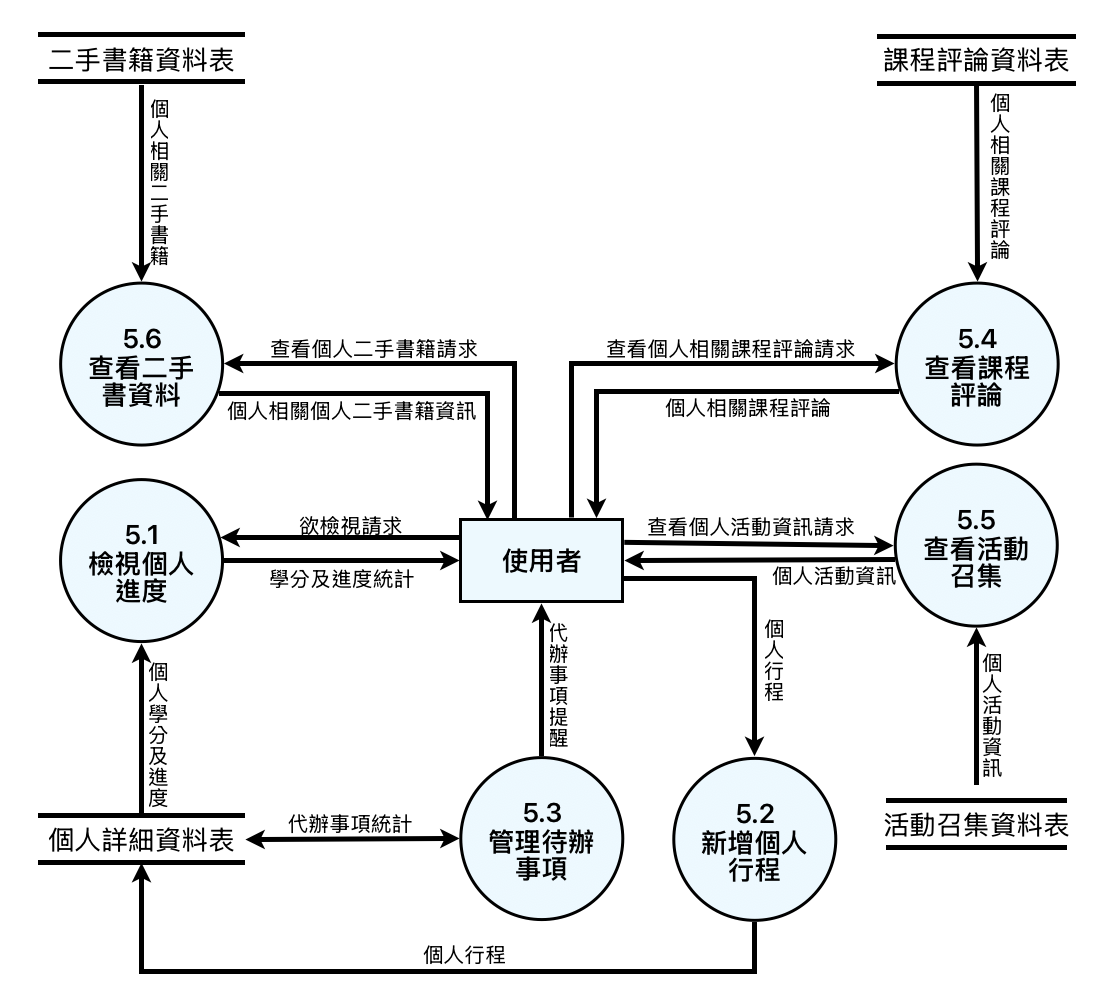 二手書籍資料表
課程評論資料表
個人相關二手書籍
個人相關課程評論
5.6
查看二手
書資料
查看個人二手書籍請求
個人相關個人二手書籍資訊
查看個人相關課程評論請求
個人相關課程評論
5.4
查看課程
評論
5.1
檢視個人
進度
欲檢視請求
學分及進度統計
使用者
查看個人活動資訊請求
個人活動資訊
5.5
查看活動
召集
個人學分及進度
代辦事項提醒
個人行程
個人活動資訊
個人詳細資料表
代辦事項統計
5.3
管理待辦
事項
5.2
新增個人
行程
活動召集資料表
個人行程